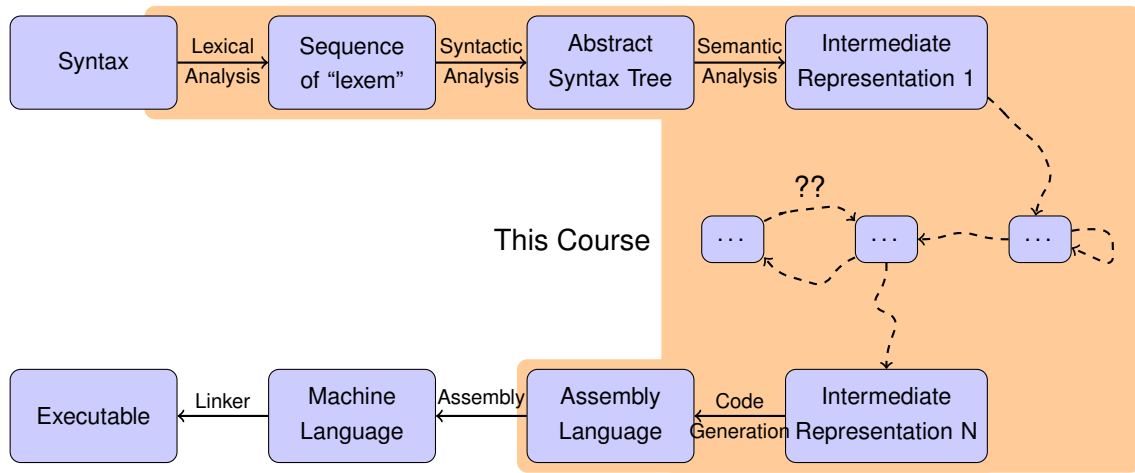 Syntax
Lexical
Analysis
Sequence
of “lexem”
Syntactic
Analysis
Abstract
Syntax Tree
Semantic
Analysis
Intermediate
Representation 1
??
...
...
...
This Course
Executable
Linker
Machine
Language
Assembly
Assembly
Language
Code
Generation
Intermediate
Representation N